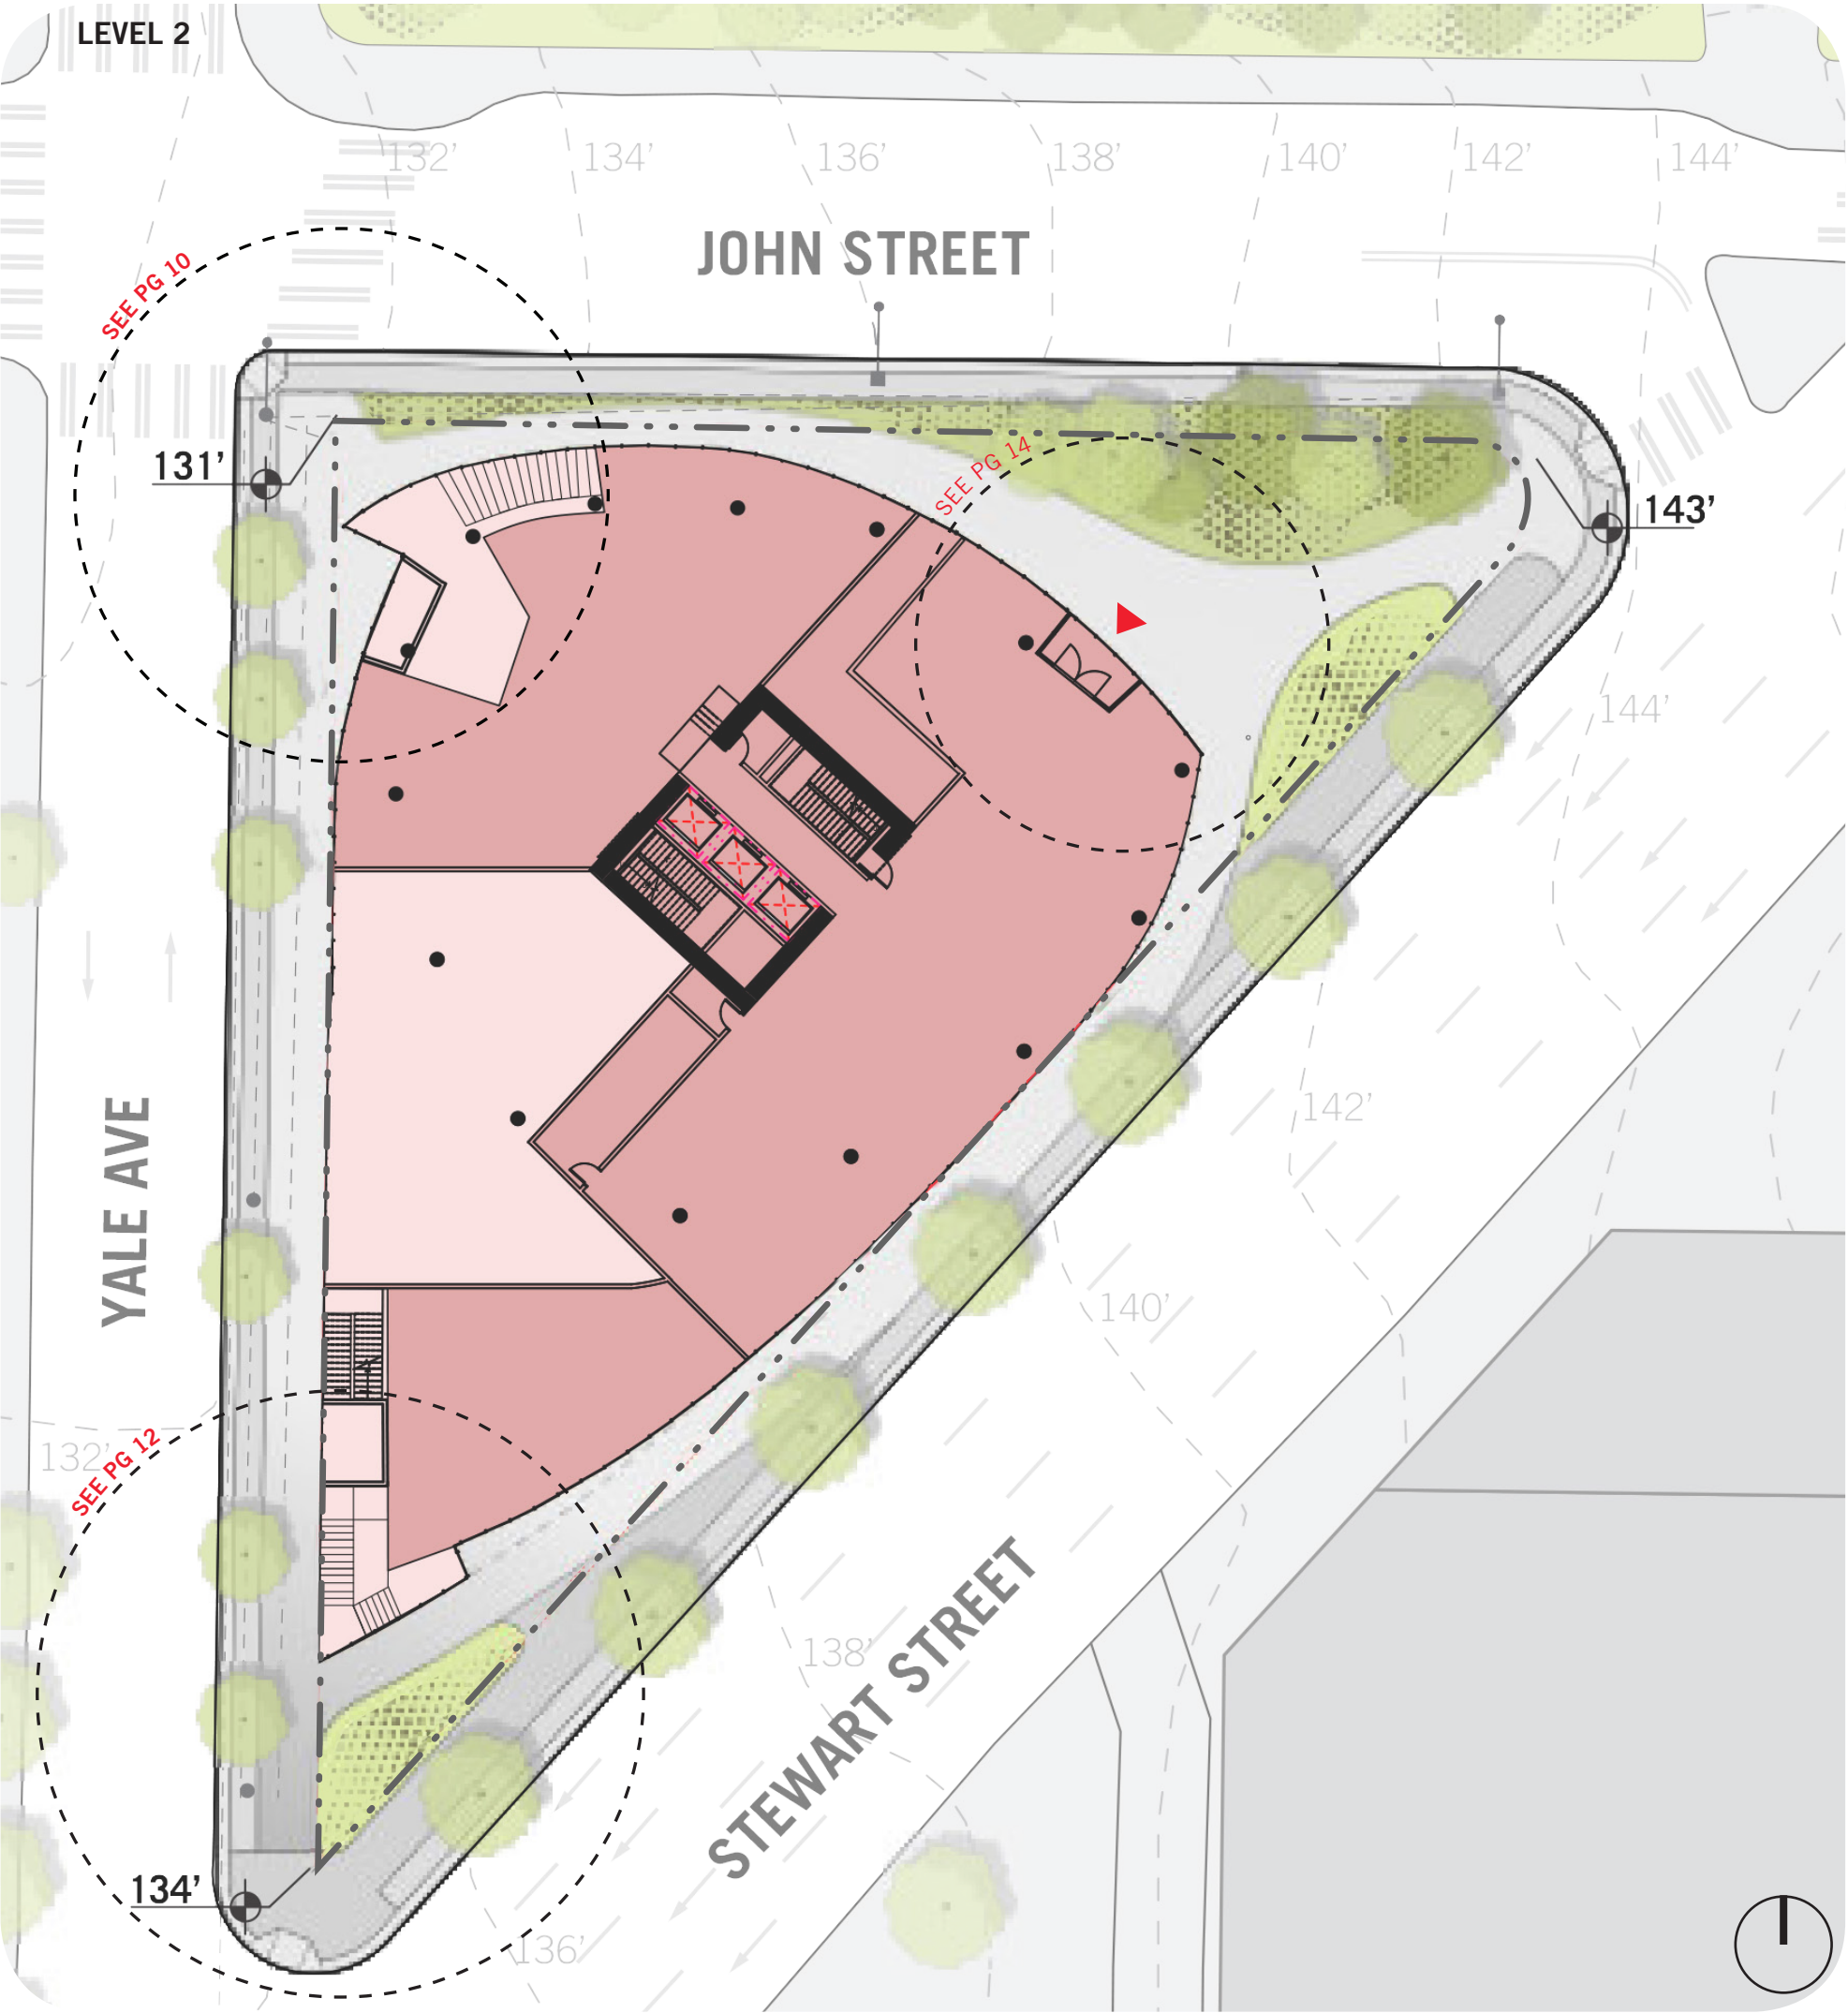 LEVEL 2
132’
134’
136’
138’
140’
142’
144’
JOHN STREET
SEE PG 10
131’
SEE PG 14
143’
144’
YALE AVE
142’
140’
132’
SEE PG 12
138’
STEWART STREET
134’
136’